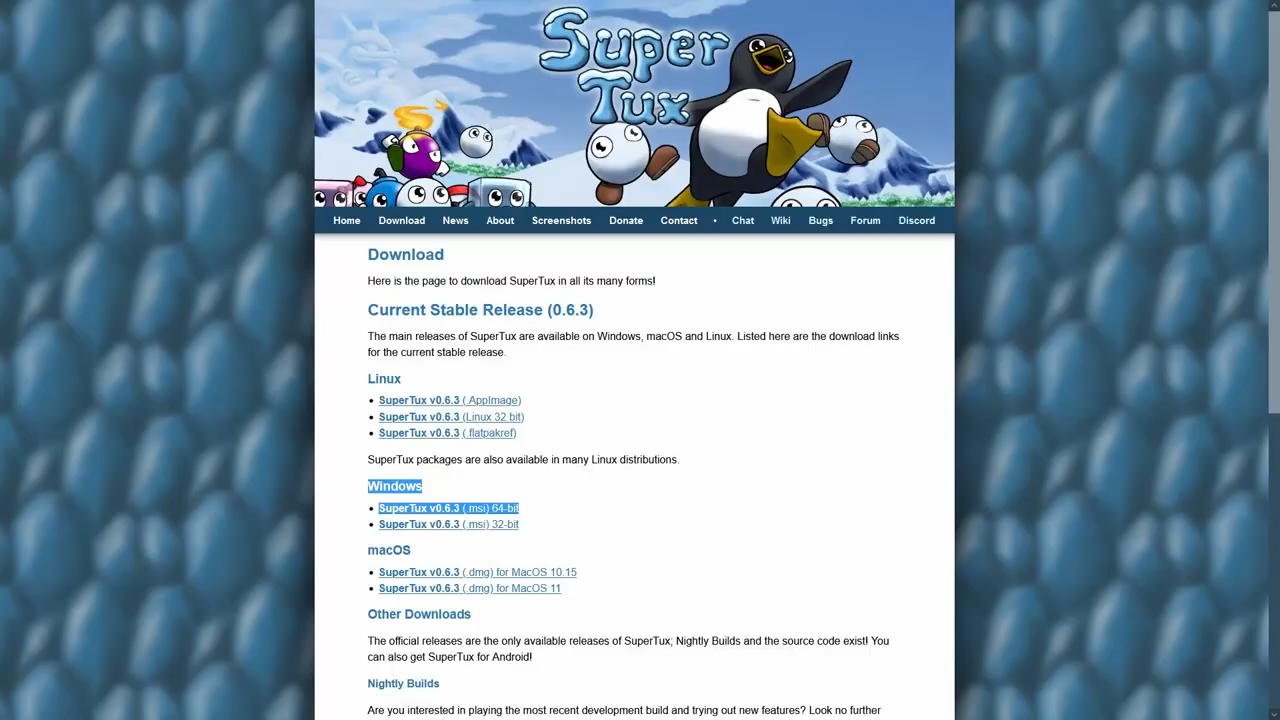 Super
Tux
Home Download News About Screenshots Donate Contact • Chat Wiki Bugs Forum Discord
Download
Here is the page to download SuperTux in all its many forms!
Current Stable Release (0.6.3)
The main releases of SuperTux are available on Windows, macOS and Linux. Listed here are the download links
for the current stable release.
Linux
• SuperTux v0.6.3 (.AppImage)
• SuperTux v0.6.3 (Linux 32 bit)
• SuperTux v0.6.3 (.flatpakref)
SuperTux packages are also available in many Linux distributions.
Windows
• SuperTux v0.6.3 (.msi) 64-bit
• SuperTux v0.6.3 (.msi) 32-bit
macOS
• SuperTux v0.6.3 (.dmg) for MacOS 10.15
• SuperTux v0.6.3 (.dmg) for MacOS 11
Other Downloads
The official releases are the only available releases of SuperTux; Nightly Builds and the source code exist! You
can also get SuperTux for Android!
Nightly Builds
Are you interested in playing the most recent development build and trying out new features? Look no further